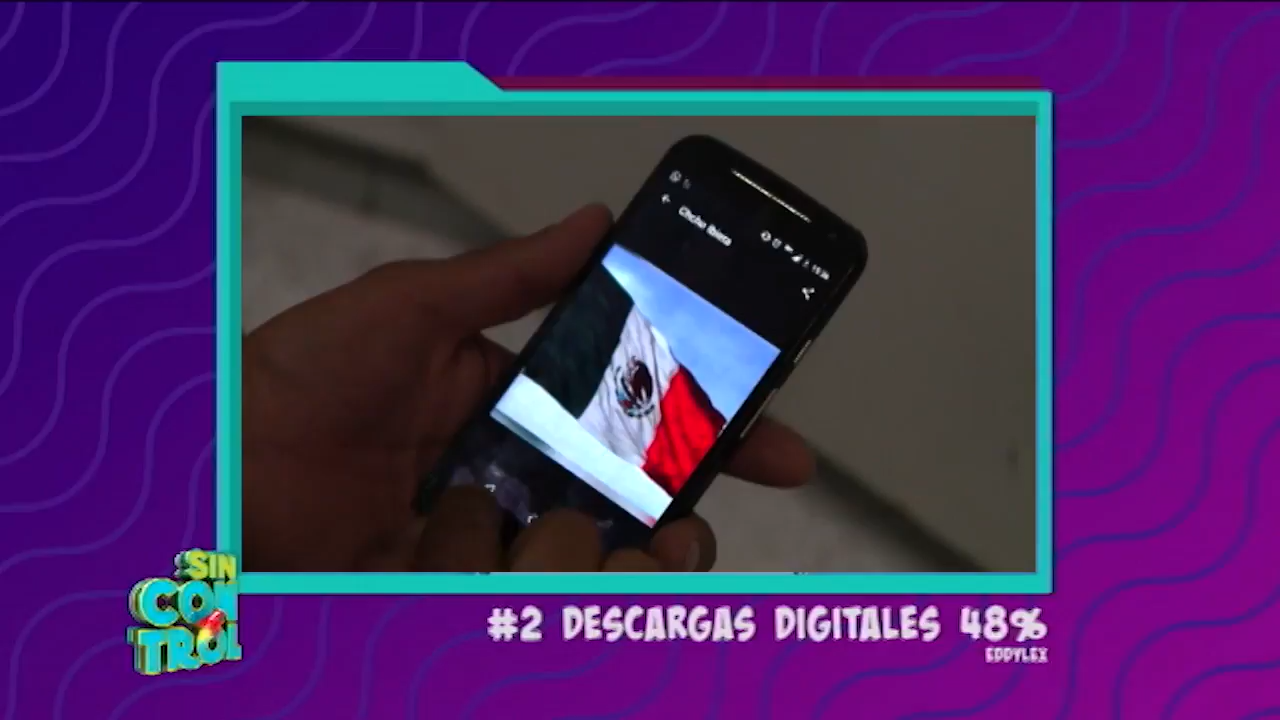 SIN
CON
TROL
#2 DESCARGAS DIGITALES 48%
EDDYLEX